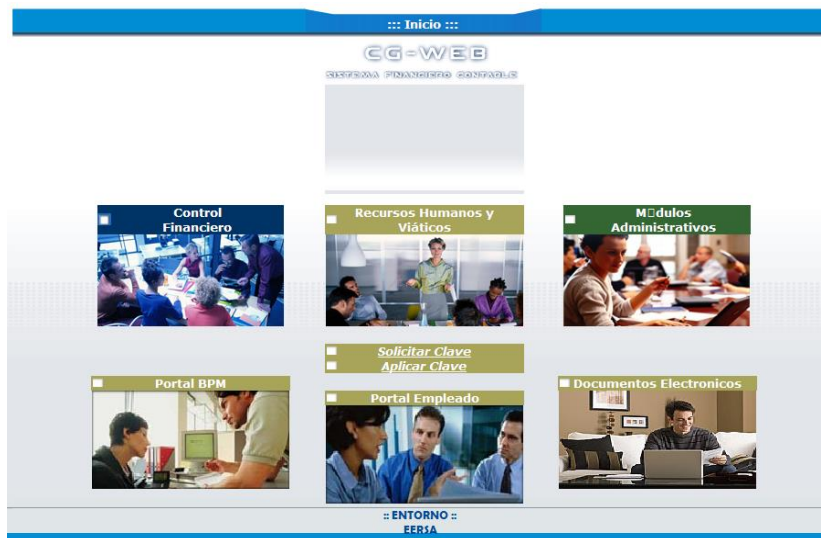 ::: Inicio :::
CG-WEB
SISTEMA FINANCIERO CONTABLE
Control
Financiero
Recursos Humanos y
Viáticos
M□dulos
Administrativos
Solicitar Clave
Aplicar Clave
Portal BPM
Portal Empleado
Documentos Electronicos
:: ENTORNO ::
EERSA